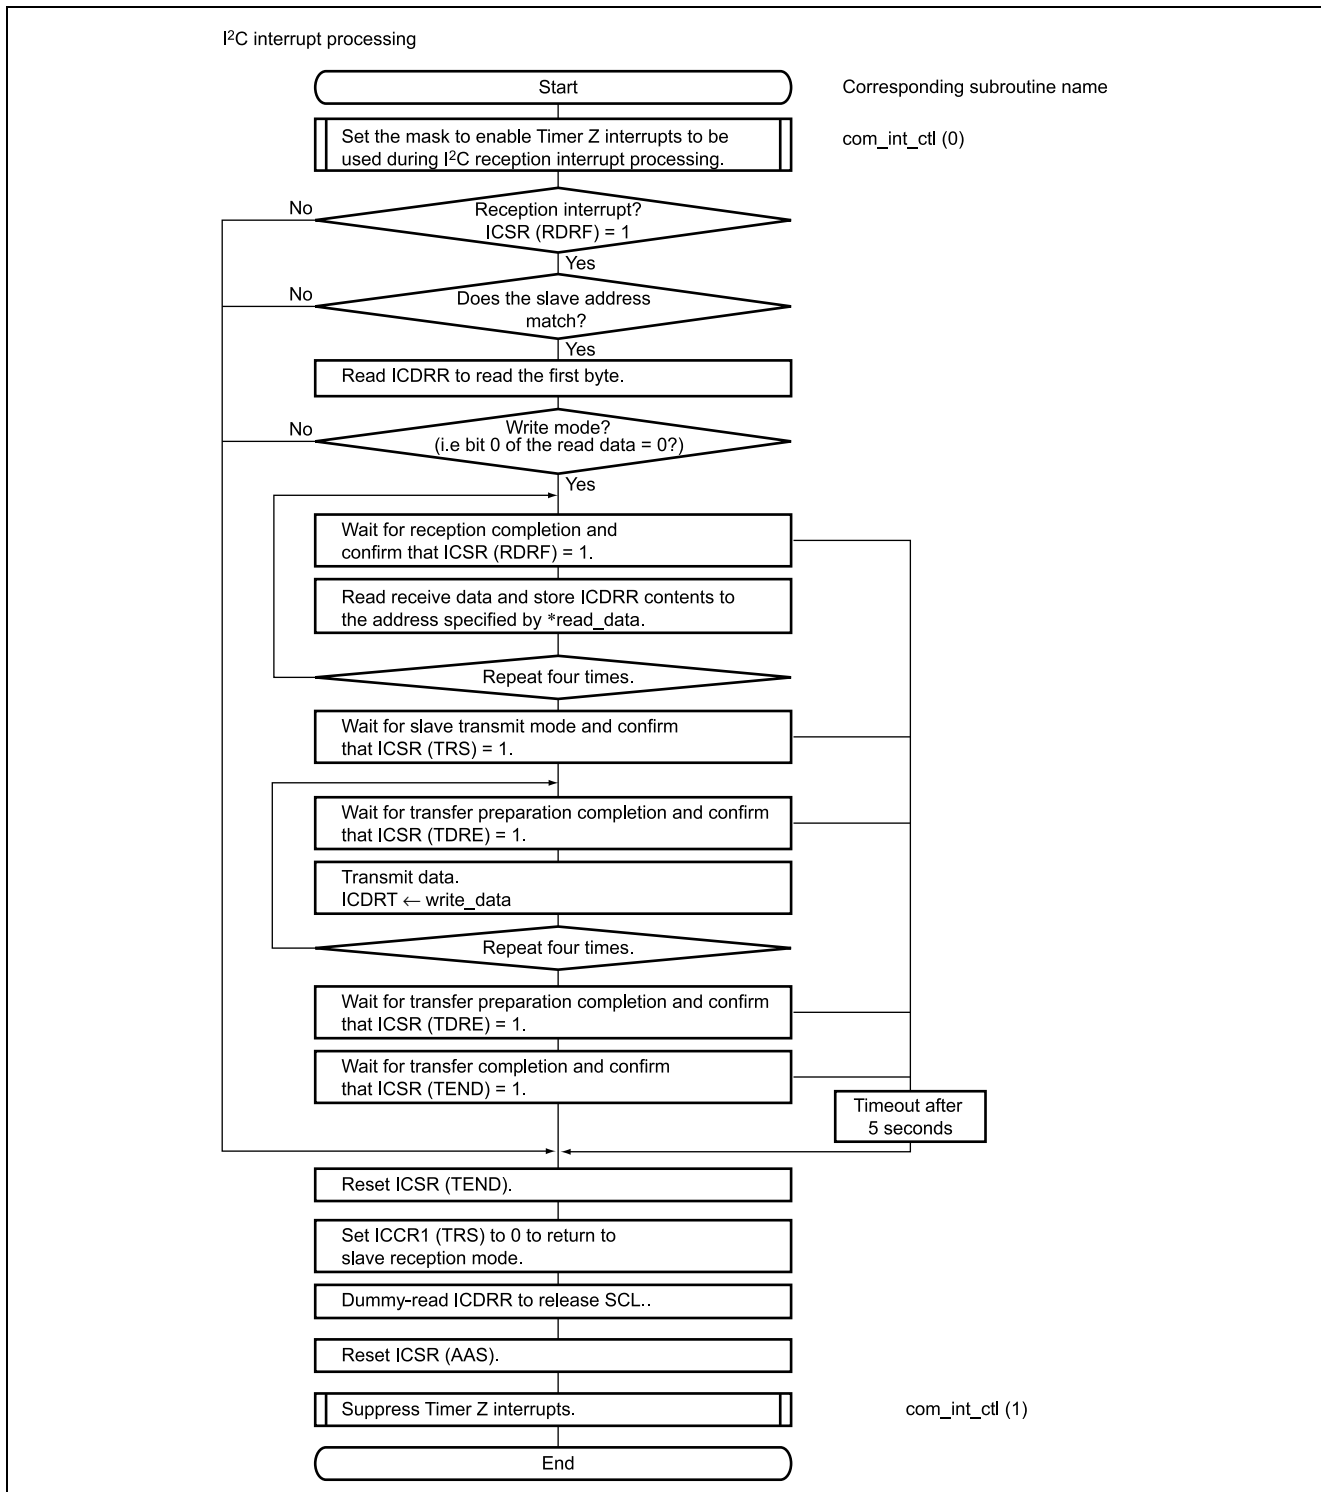 I²C interrupt processing
Start
Corresponding subroutine name
Set the mask to enable Timer Z interrupts to be
used during I²C reception interrupt processing.
com_int_ctl (0)
No
Reception interrupt?
ICSR (RDRF) = 1
Yes
No
Does the slave address
match?
Yes
Read ICDRR to read the first byte.
No
Write mode?
(i.e bit 0 of the read data = 0?)
Yes
Wait for reception completion and
confirm that ICSR (RDRF) = 1.
Read receive data and store ICDRR contents to
the address specified by *read_data.
Repeat four times.
Wait for slave transmit mode and confirm
that ICSR (TRS) = 1.
Wait for transfer preparation completion and confirm
that ICSR (TDRE) = 1.
Transmit data.
ICDRT ← write_data
Repeat four times.
Wait for transfer preparation completion and confirm
that ICSR (TDRE) = 1.
Wait for transfer completion and confirm
that ICSR (TEND) = 1.
Timeout after
5 seconds
Reset ICSR (TEND).
Set ICCR1 (TRS) to 0 to return to
slave reception mode.
Dummy-read ICDRR to release SCL..
Reset ICSR (AAS).
Suppress Timer Z interrupts.
com_int_ctl (1)
End